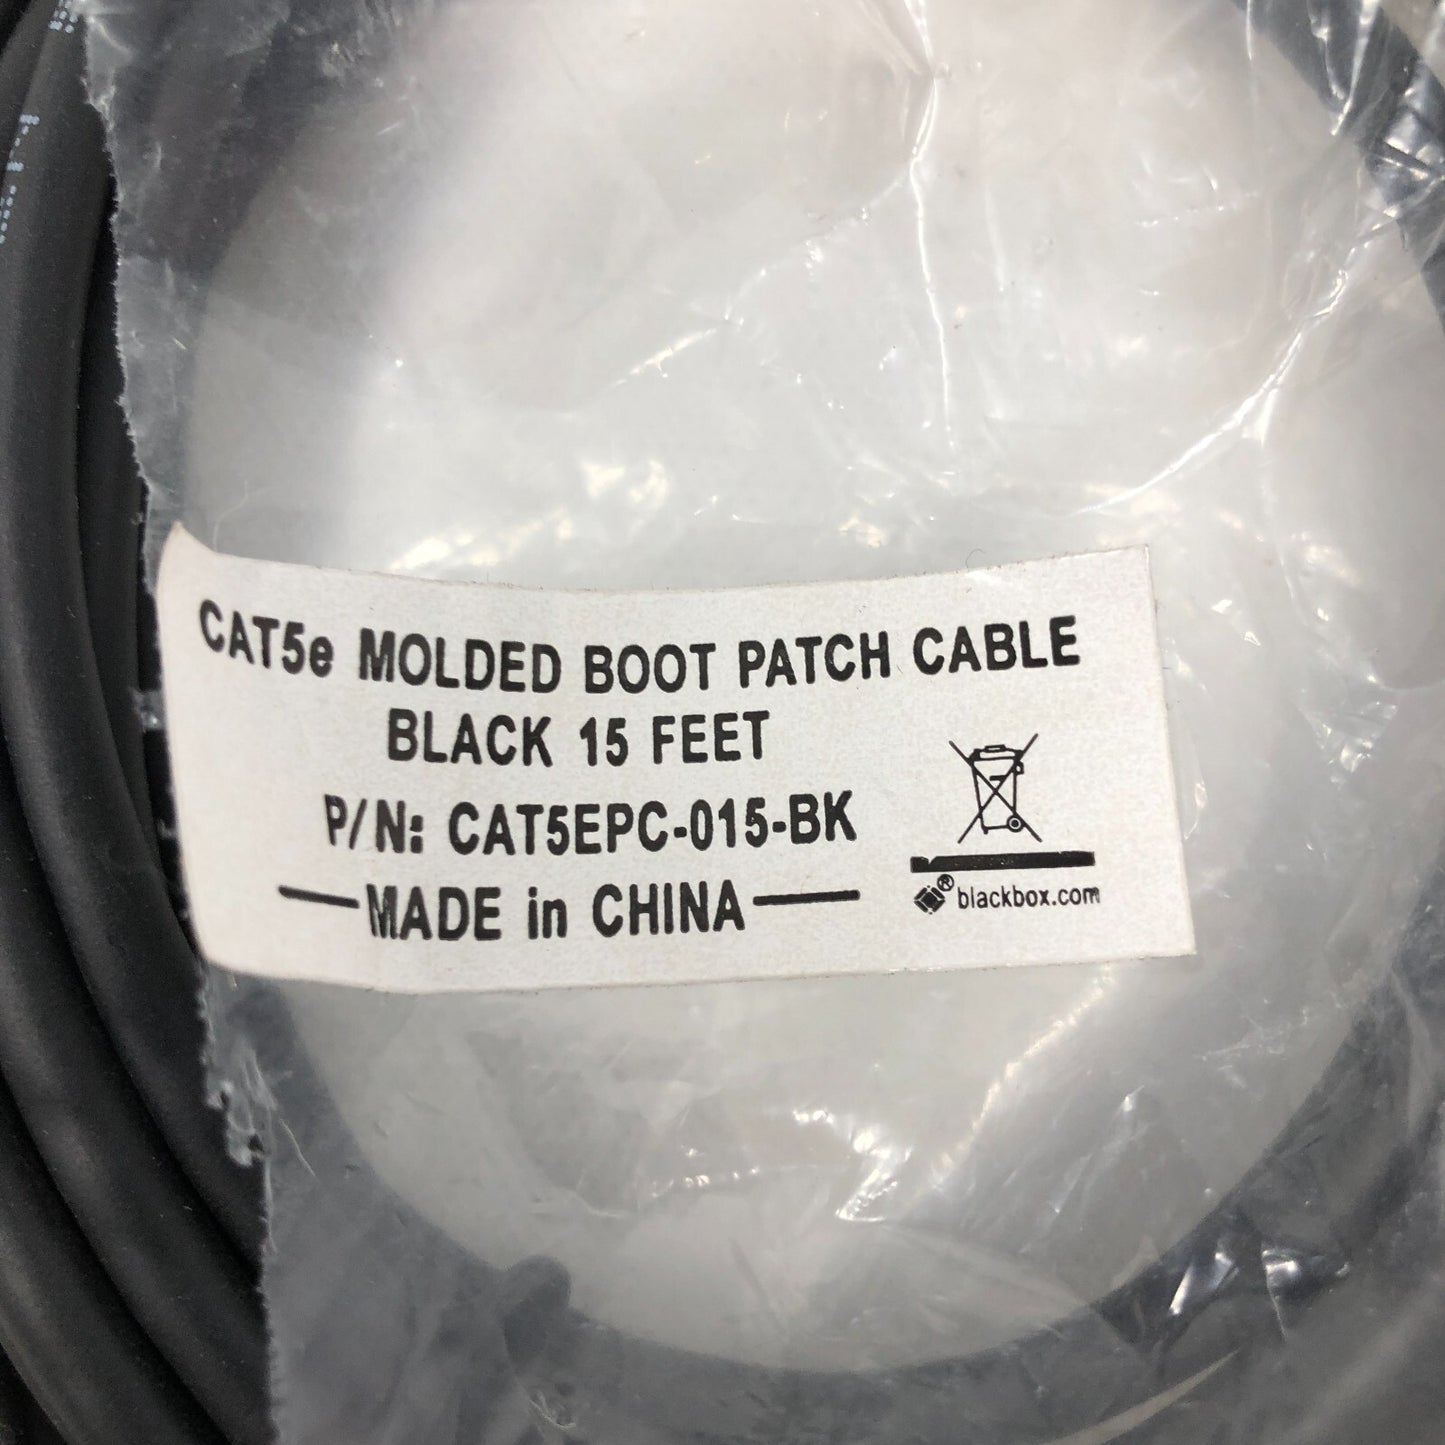 CAT5e MOLDED BOOT PATCH CABLE
BLACK 15 FEET
P/N: CAT5EPC-015-BK
MADE in CHINA
® blackbox.com